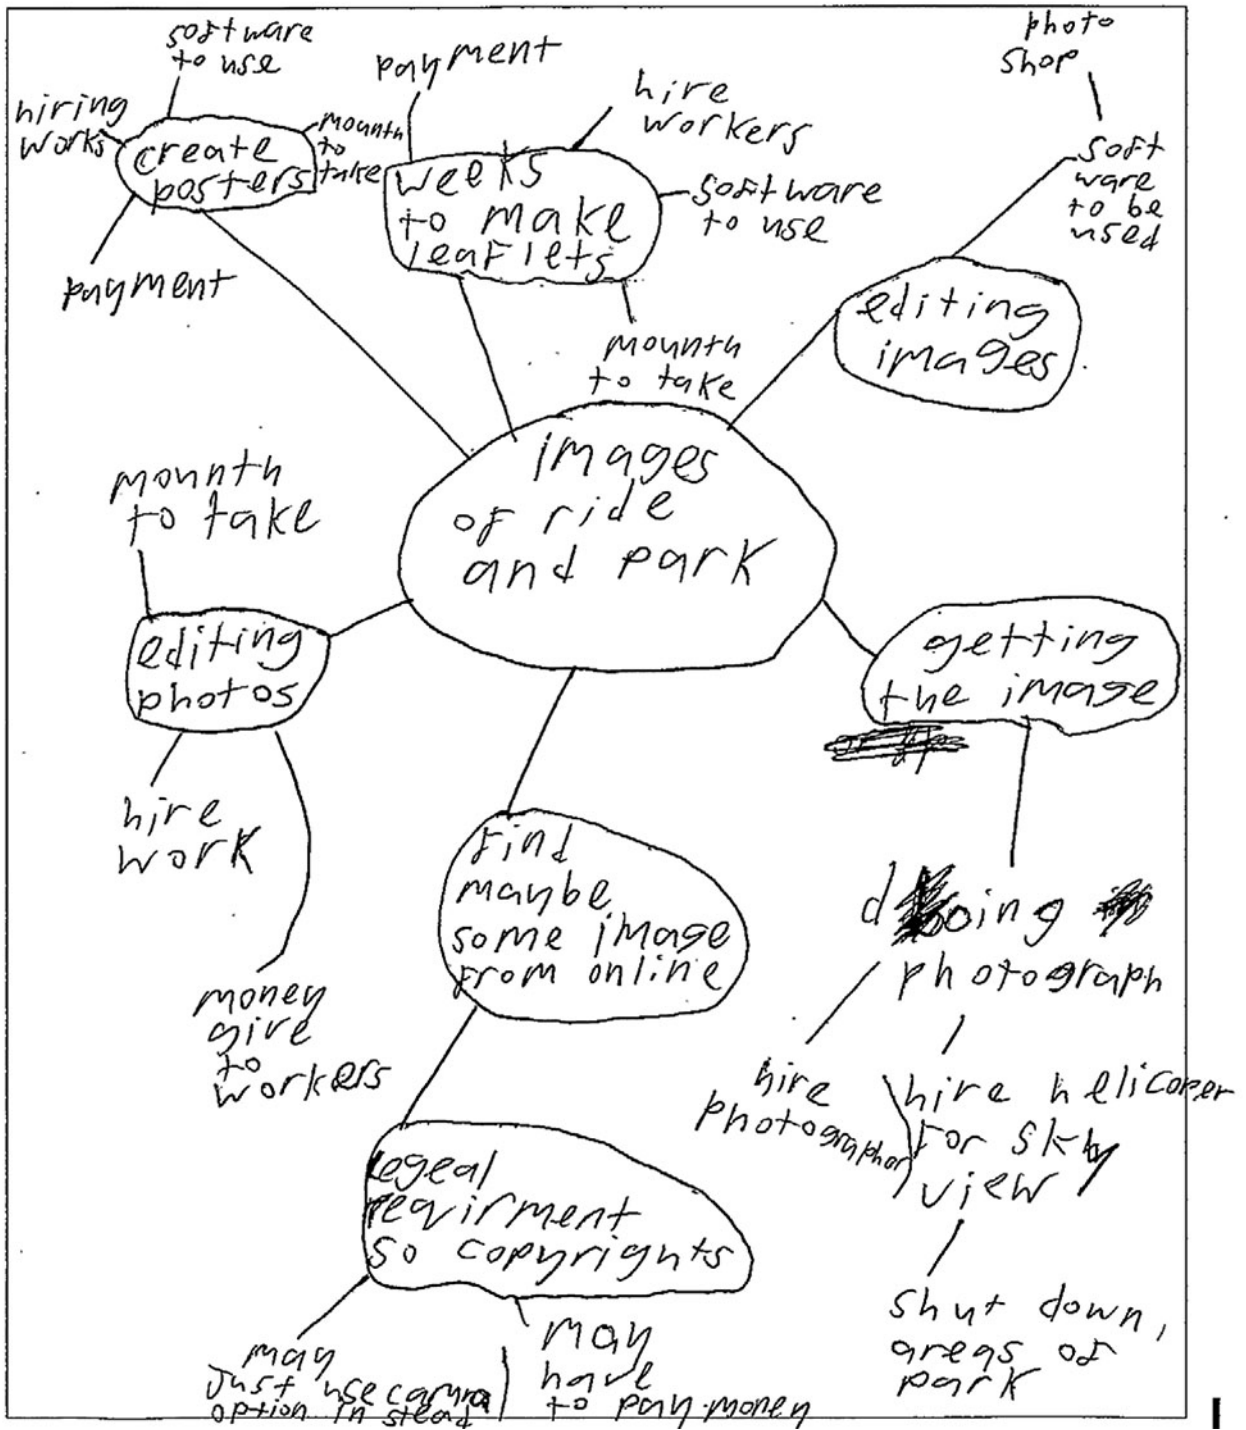 software
to use
hiring
works
create
posters
mounth
to
take
payment
payment
hire
workers
weeks
to make
leaflets
software
to use
mounth
to take
photo
shop
soft
ware
to be
used
editing
images
images
of ride
and park
mounth
to take
editing
photos
hire
work
money
give
to
workers
find
maybe
some image
from online
legeal
requirment
so copyrights
may
just use camra
option in stead
may
have
to pay money
getting
the image
doing
photograph
hire
photographor
hire helicoper
for sky
view
shut down,
areas of
park